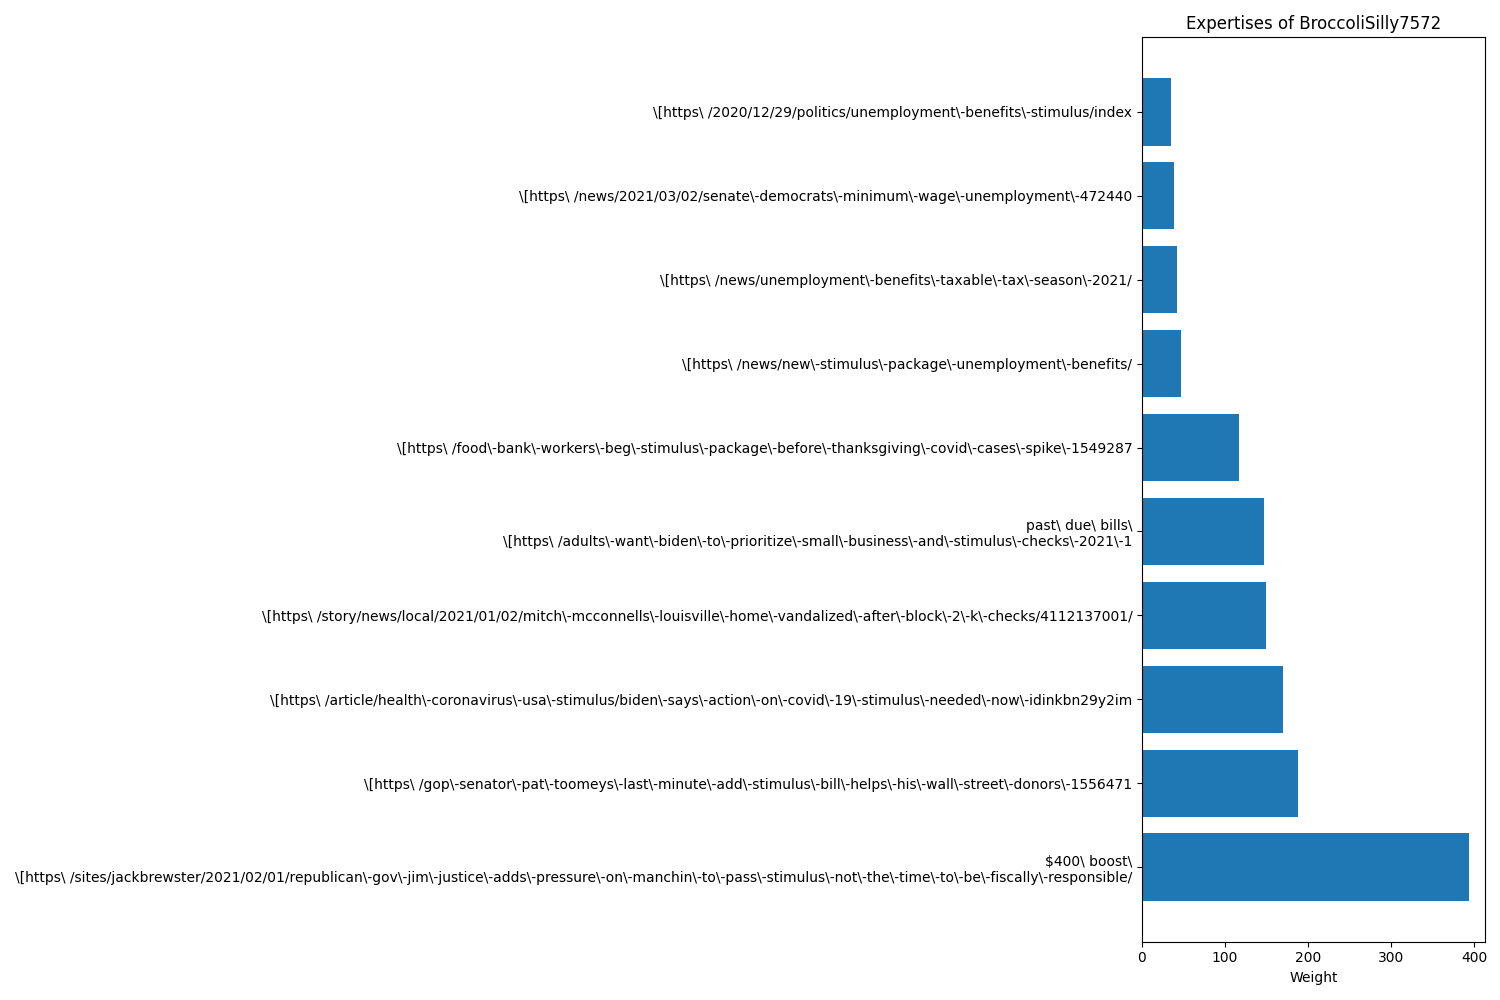 Expertises of BroccoliSilly7572
\[https\ /2020/12/29/politics/unemployment\-benefits\-stimulus/index
\[https\ /news/2021/03/02/senate\-democrats\-minimum\-wage\-unemployment\-472440
\[https\ /news/unemployment\-benefits\-taxable\-tax\-season\-2021/
\[https\ /news/new\-stimulus\-package\-unemployment\-benefits/
\[https\ /food\-bank\-workers\-beg\-stimulus\-package\-before\-thanksgiving\-covid\-cases\-spike\-1549287
past\ due\ bills\
\[https\ /adults\-want\-biden\-to\-prioritize\-small\-business\-and\-stimulus\-checks\-2021\-1
\[https\ /story/news/local/2021/01/02/mitch\-mcconnells\-louisville\-home\-vandalized\-after\-block\-2\-k\-checks/4112137001/
\[https\ /article/health\-coronavirus\-usa\-stimulus/biden\-says\-action\-on\-covid\-19\-stimulus\-needed\-now\-idinkbn29y2im
\[https\ /gop\-senator\-pat\-toomeys\-last\-minute\-add\-stimulus\-bill\-helps\-his\-wall\-street\-donors\-1556471
$400\ boost\
\[https\ /sites/jackbrewster/2021/02/01/republican\-gov\-jim\-justice\-adds\-pressure\-on\-manchin\-to\-pass\-stimulus\-not\-the\-time\-to\-be\-fiscally\-responsible/
0 100 200 300 400
Weight